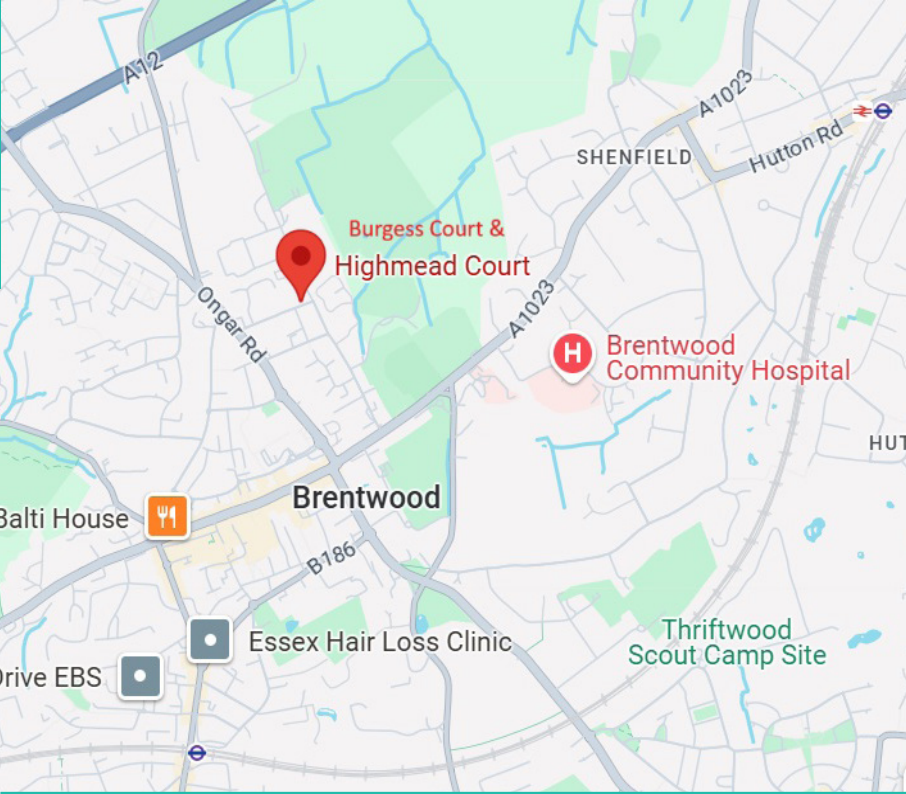 A12
A1023
Hutton Rd
SHENFIELD
Burgess Court &
Highmead Court
A1023
Ongar Rd
H
Brentwood
Community Hospital
HUT
Brentwood
Balti House
B186
Thriftwood
Scout Camp Site
Essex Hair Loss Clinic
Drive EBS